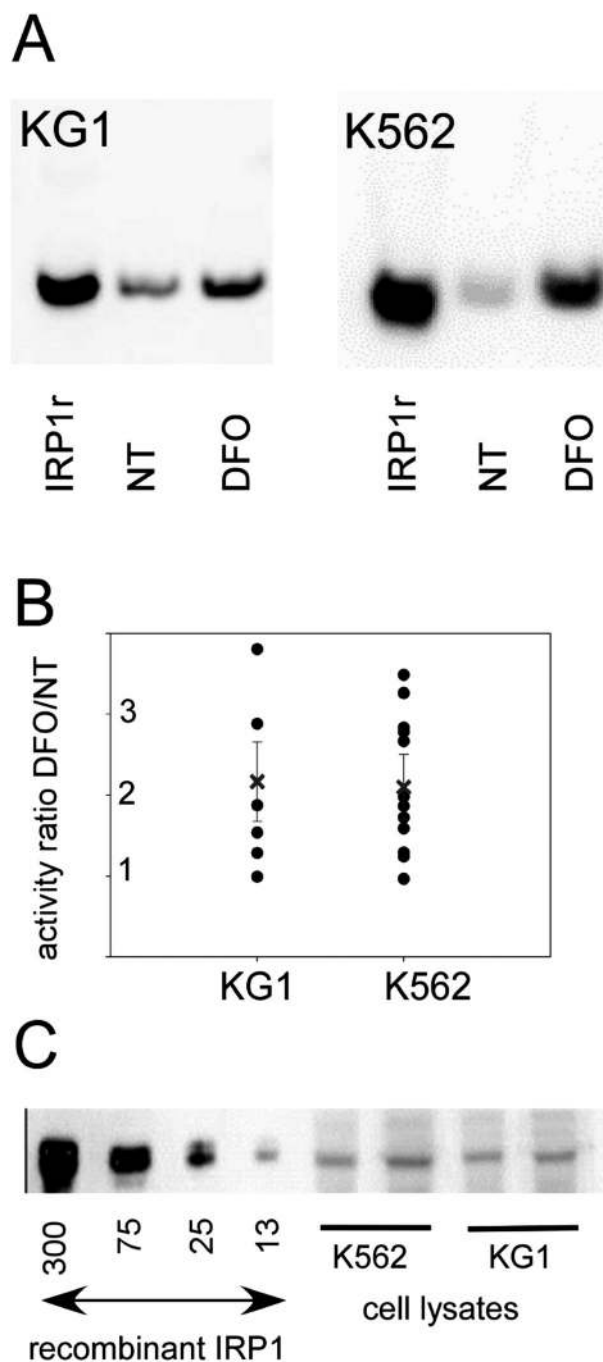 A
KG1 K562
IRP1r NT DFO IRP1r NT DFO
B
activity ratio DFO/NT
3
2
1
KG1 K562
C
300 75 25 13
K562 KG1
recombinant IRP1 cell lysates